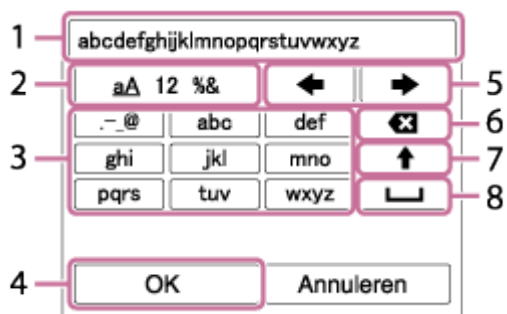 1 abcdefghijklmnopqrstuvwxyz
2 aA 12 %& 5
.-_@ abc def 6
3 ghi jkl mno 7
pqrs tuv wxyz 8
4 OK Annuleren